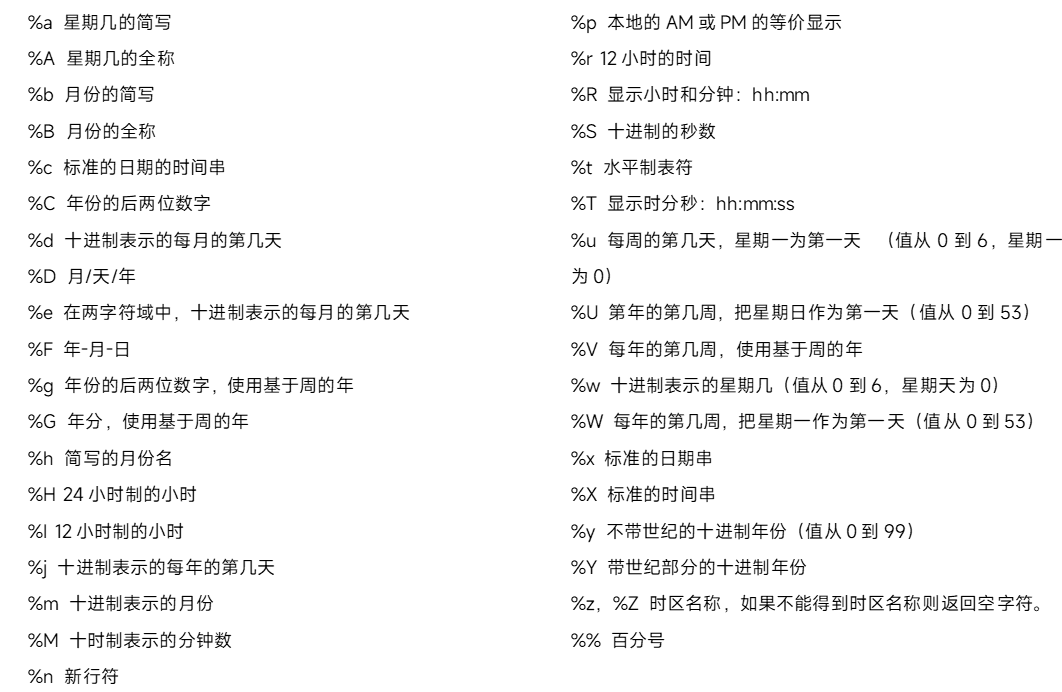 %a 星期几的简写
%A 星期几的全称
%b 月份的简写
%B 月份的全称
%c 标准的日期的时间串
%C 年份的后两位数字
%d 十进制表示的每月的第几天
%D 月/天/年
%e 在两字符域中，十进制表示的每月的第几天
%F 年-月-日
%g 年份的后两位数字，使用基于周的年
%G 年分，使用基于周的年
%h 简写的月份名
%H 24 小时制的小时
%I 12 小时制的小时
%j 十进制表示的每年的第几天
%m 十进制表示的月份
%M 十时制表示的分钟数
%n 新行符
%p 本地的 AM 或 PM 的等价显示
%r 12 小时的时间
%R 显示小时和分钟：hh:mm
%S 十进制的秒数
%t 水平制表符
%T 显示时分秒：hh:mm:ss
%u 每周的第几天，星期一为第一天 （值从 0 到 6，星期一
为 0）
%U 第年的第几周，把星期日作为第一天（值从 0 到 53）
%V 每年的第几周，使用基于周的年
%w 十进制表示的星期几（值从 0 到 6，星期天为 0）
%W 每年的第几周，把星期一作为第一天（值从 0 到 53）
%x 标准的日期串
%X 标准的时间串
%y 不带世纪的十进制年份（值从 0 到 99）
%Y 带世纪部分的十进制年份
%z，%Z 时区名称，如果不能得到时区名称则返回空字符。
%% 百分号